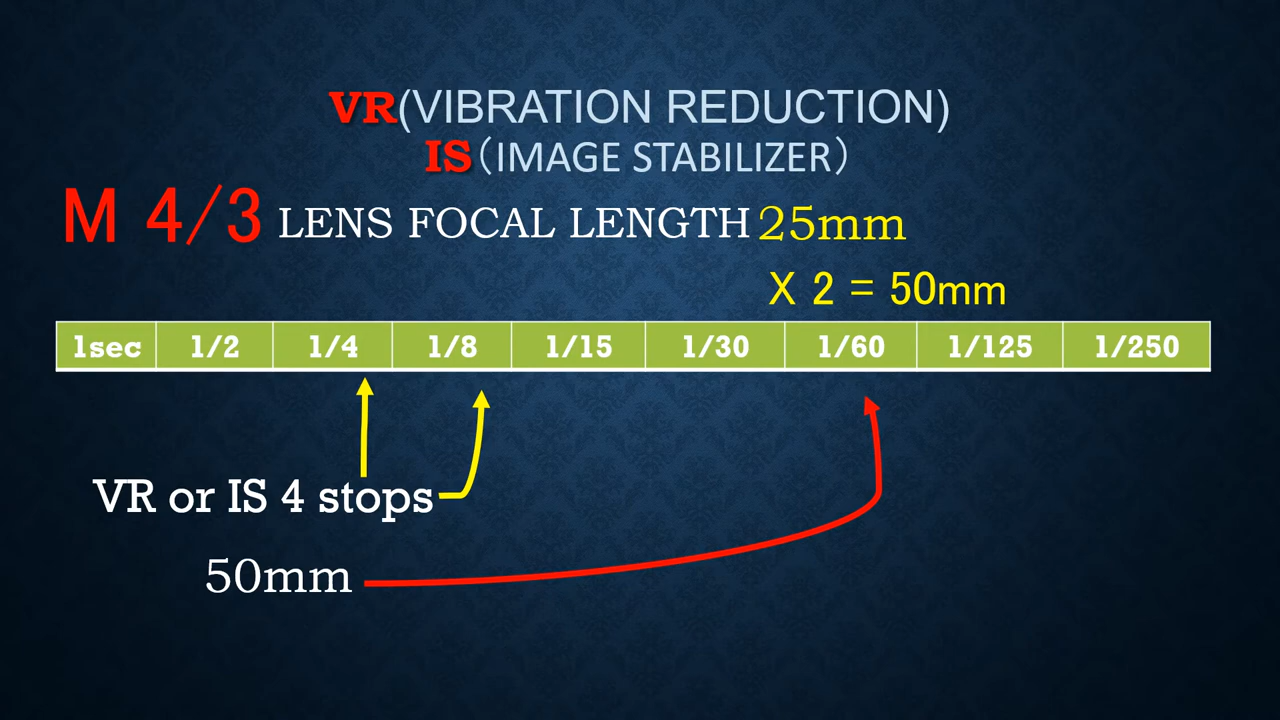 VR(VIBRATION REDUCTION)
IS(IMAGE STABILIZER)
M 4/3 LENS FOCAL LENGTH 25mm
X 2 = 50mm
1sec 1/2 1/4 1/8 1/15 1/30 1/60 1/125 1/250
VR or IS 4 stops
50mm